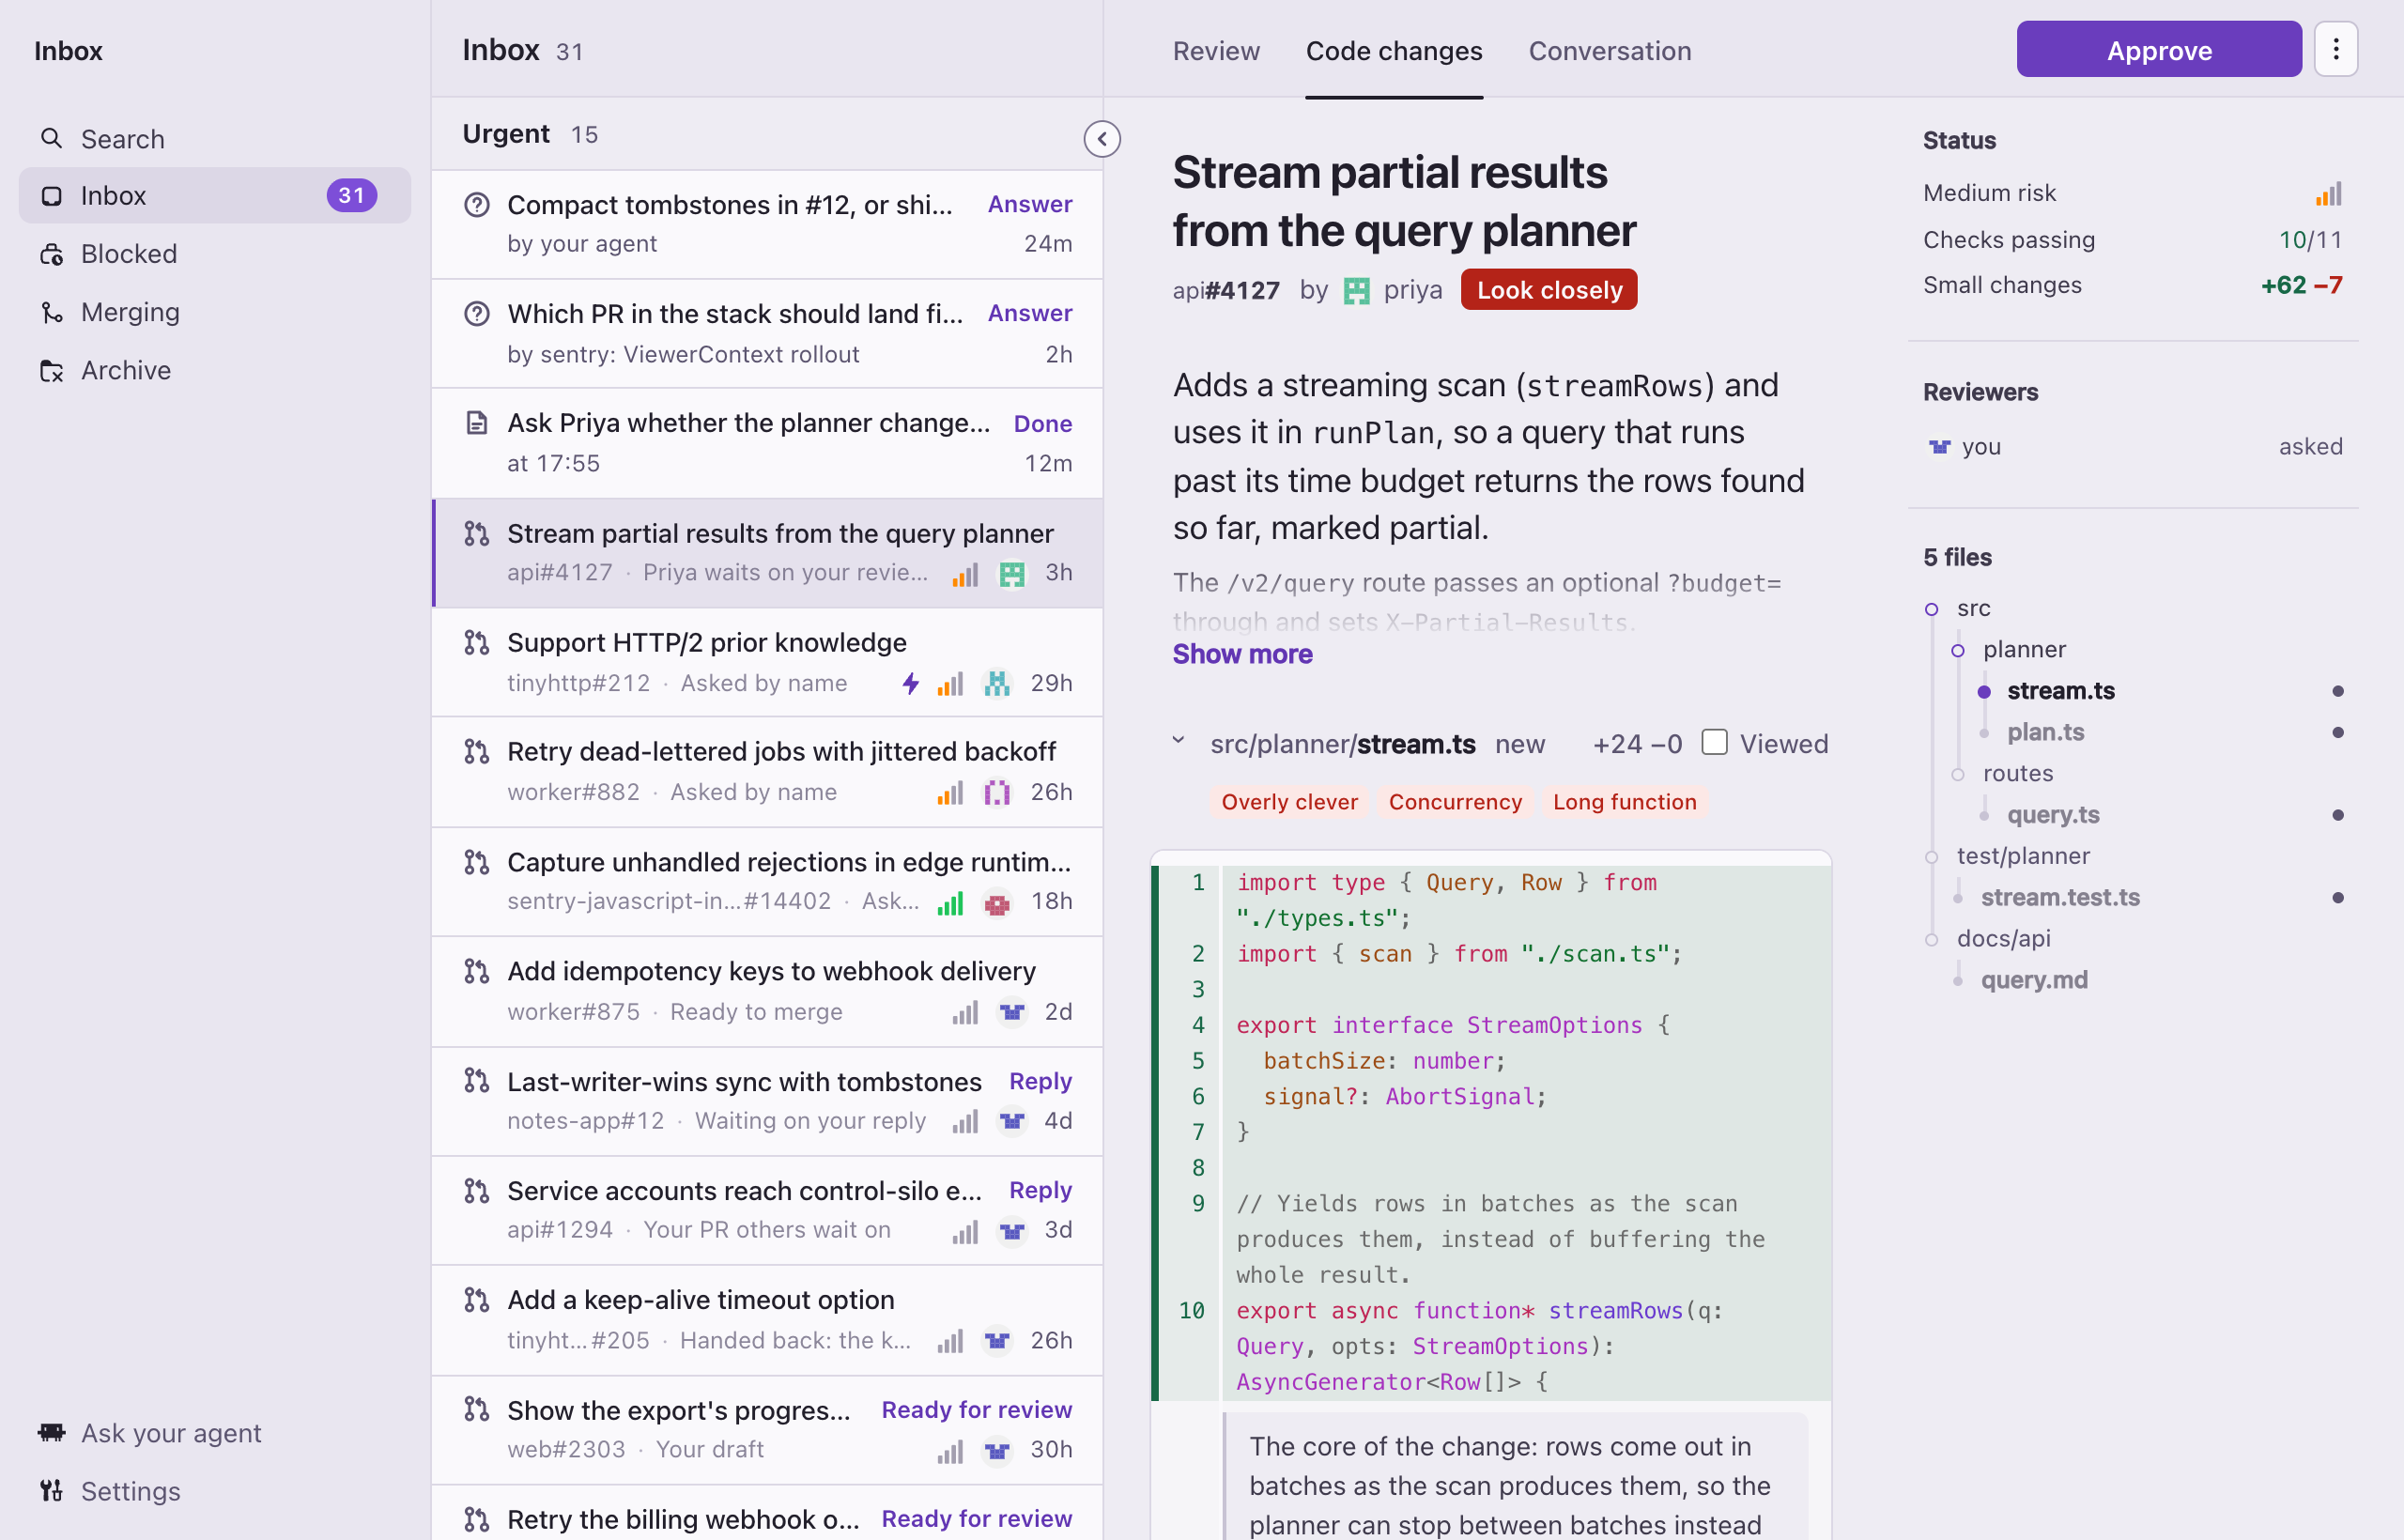 Inbox
Search
Inbox 31
Blocked
Merging
Archive
Ask your agent
Settings
Inbox 31
Urgent 15
Compact tombstones in #12, or shi... Answer
by your agent 24m
Which PR in the stack should land fi... Answer
by sentry: ViewerContext rollout 2h
Ask Priya whether the planner change... Done
at 17:55 12m
Stream partial results from the query planner
api#4127 · Priya waits on your revie... 3h
Support HTTP/2 prior knowledge
tinyhttp#212 · Asked by name 29h
Retry dead-lettered jobs with jittered backoff
worker#882 · Asked by name 26h
Capture unhandled rejections in edge runtim...
sentry-javascript-in...#14402 · Ask... 18h
Add idempotency keys to webhook delivery
worker#875 · Ready to merge 2d
Last-writer-wins sync with tombstones Reply
notes-app#12 · Waiting on your reply 4d
Service accounts reach control-silo e... Reply
api#1294 · Your PR others wait on 3d
Add a keep-alive timeout option
tinyht...#205 · Handed back: the k... 26h
Show the export's progres... Ready for review
web#2303 · Your draft 30h
Retry the billing webhook o... Ready for review
Review Code changes Conversation
Approve
Stream partial results
from the query planner
api#4127 by priya Look closely
Adds a streaming scan (streamRows) and
uses it in runPlan, so a query that runs
past its time budget returns the rows found
so far, marked partial.
The /v2/query route passes an optional ?budget=
through and sets X-Partial-Results.
Show more
src/planner/stream.ts new +24 −0 Viewed
Overly clever Concurrency Long function
1 import type { Query, Row } from
"./types.ts";
2 import { scan } from "./scan.ts";
3
4 export interface StreamOptions {
5 batchSize: number;
6 signal?: AbortSignal;
7 }
8
9 // Yields rows in batches as the scan
produces them, instead of buffering the
whole result.
10 export async function* streamRows(q:
Query, opts: StreamOptions):
AsyncGenerator<Row[]> {
The core of the change: rows come out in
batches as the scan produces them, so the
planner can stop between batches instead
Status
Medium risk
Checks passing 10/11
Small changes +62 −7
Reviewers
you asked
5 files
src
planner
stream.ts
plan.ts
routes
query.ts
test/planner
stream.test.ts
docs/api
query.md